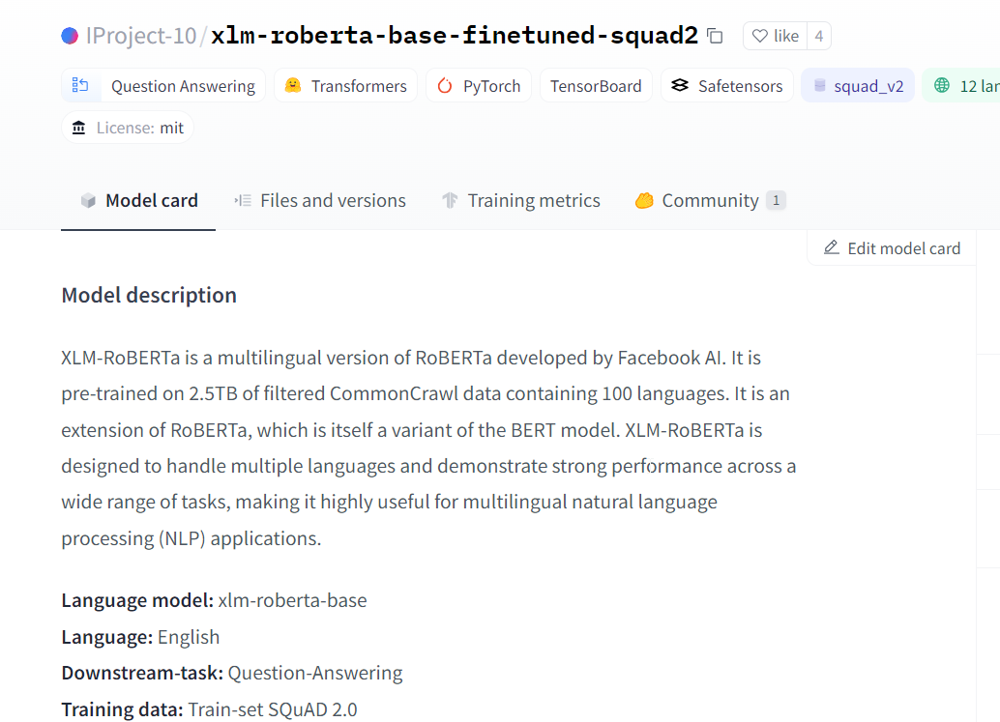 IProject-10/xlm-roberta-base-finetuned-squad2 like 4
Question Answering Transformers PyTorch TensorBoard Safetensors squad_v2 12
License: mit
Model card Files and versions Training metrics Community 1
Edit model card
Model description
XLM-RoBERTa is a multilingual version of RoBERTa developed by Facebook AI. It is
pre-trained on 2.5TB of filtered CommonCrawl data containing 100 languages. It is an
extension of RoBERTa, which is itself a variant of the BERT model. XLM-RoBERTa is
designed to handle multiple languages and demonstrate strong performance across a
wide range of tasks, making it highly useful for multilingual natural language
processing (NLP) applications.
Language model: xlm-roberta-base
Language: English
Downstream-task: Question-Answering
Training data: Train-set SQuAD 2.0